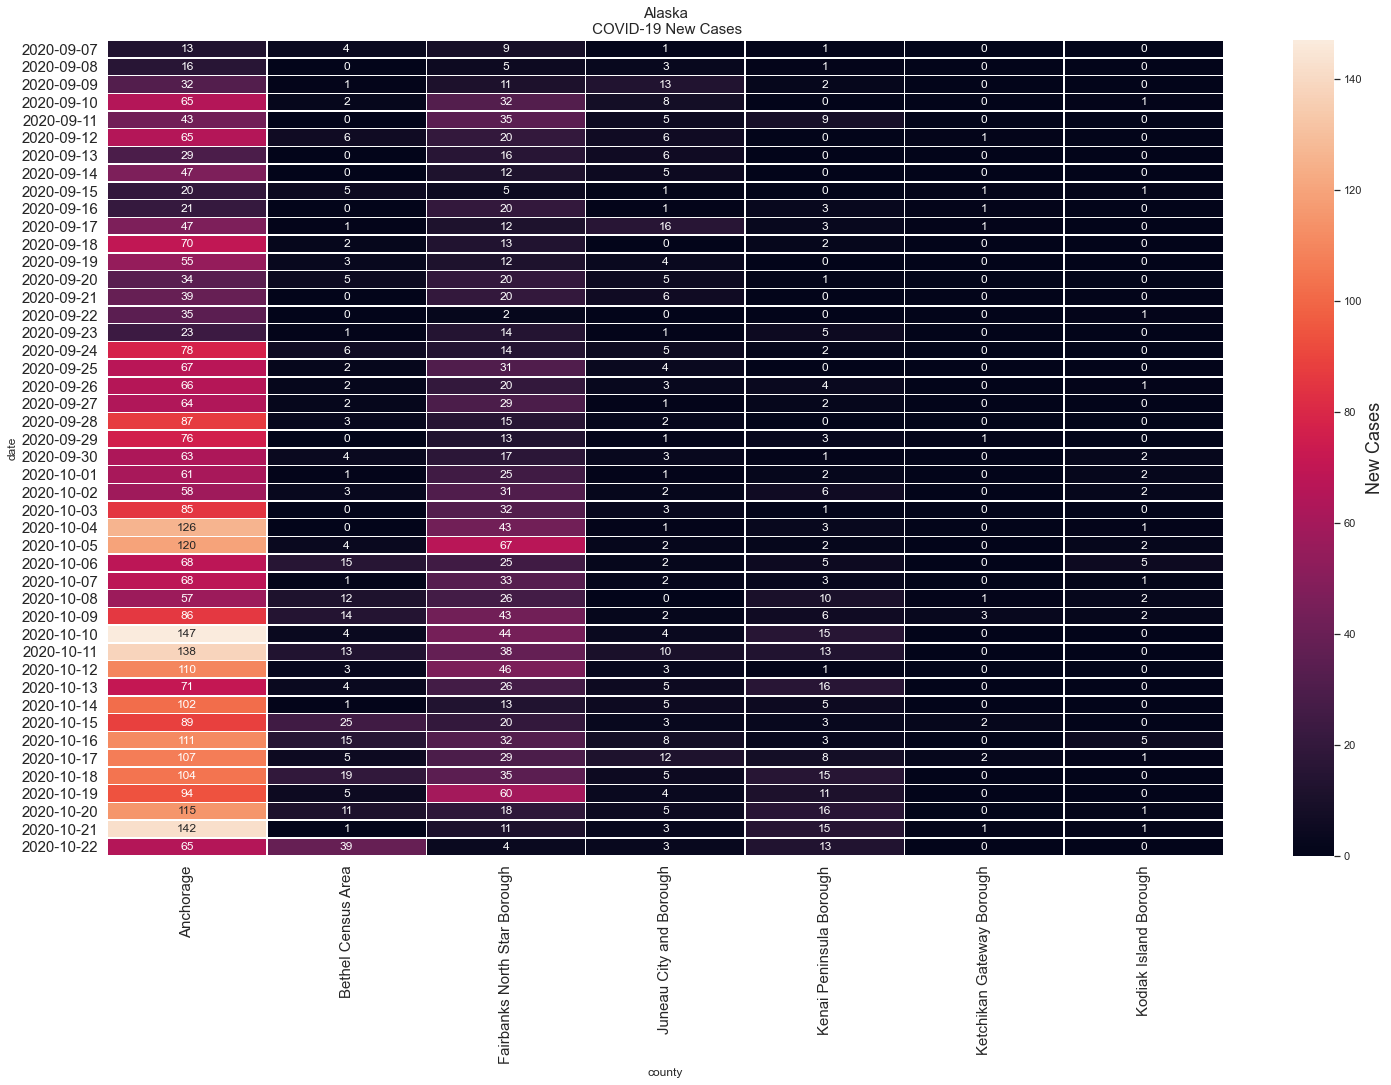 Alaska
COVID-19 New Cases
2020-09-07 13 4 9 1 1 0 0
2020-09-08 16 0 5 3 1 0 0
2020-09-09 32 1 11 13 2 0 0
2020-09-10 65 2 32 8 0 0 1
2020-09-11 43 0 35 5 9 0 0
2020-09-12 65 6 20 6 0 1 0
2020-09-13 29 0 16 6 0 0 0
2020-09-14 47 0 12 5 0 0 0
2020-09-15 20 5 5 1 0 1 1
2020-09-16 21 0 20 1 3 1 0
2020-09-17 47 1 12 16 3 1 0
2020-09-18 70 2 13 0 2 0 0
2020-09-19 55 3 12 4 0 0 0
2020-09-20 34 5 20 5 1 0 0
2020-09-21 39 0 20 6 0 0 0
2020-09-22 35 0 2 0 0 0 1
2020-09-23 23 1 14 1 5 0 0
2020-09-24 78 6 14 5 2 0 0
2020-09-25 67 2 31 4 0 0 0
2020-09-26 66 2 20 3 4 0 1
2020-09-27 64 2 29 1 2 0 0
2020-09-28 87 3 15 2 0 0 0
2020-09-29 76 0 13 1 3 1 0
2020-09-30 63 4 17 3 1 0 2
2020-10-01 61 1 25 1 2 0 2
2020-10-02 58 3 31 2 6 0 2
2020-10-03 85 0 32 3 1 0 0
2020-10-04 126 0 43 1 3 0 1
2020-10-05 120 4 67 2 2 0 2
2020-10-06 68 15 25 2 5 0 5
2020-10-07 68 1 33 2 3 0 1
2020-10-08 57 12 26 0 10 1 2
2020-10-09 86 14 43 2 6 3 2
2020-10-10 147 4 44 4 15 0 0
2020-10-11 138 13 38 10 13 0 0
2020-10-12 110 3 46 3 1 0 0
2020-10-13 71 4 26 5 16 0 0
2020-10-14 102 1 13 5 5 0 0
2020-10-15 89 25 20 3 3 2 0
2020-10-16 111 15 32 8 3 0 5
2020-10-17 107 5 29 12 8 2 1
2020-10-18 104 19 35 5 15 0 0
2020-10-19 94 5 60 4 11 0 0
2020-10-20 115 11 18 5 16 0 1
2020-10-21 142 1 11 3 15 1 1
2020-10-22 65 39 4 3 13 0 0
date
Anchorage
Bethel Census Area
Fairbanks North Star Borough
Juneau City and Borough
Kenai Peninsula Borough
Ketchikan Gateway Borough
Kodiak Island Borough
county
140
120
100
80
60
40
20
0
New Cases